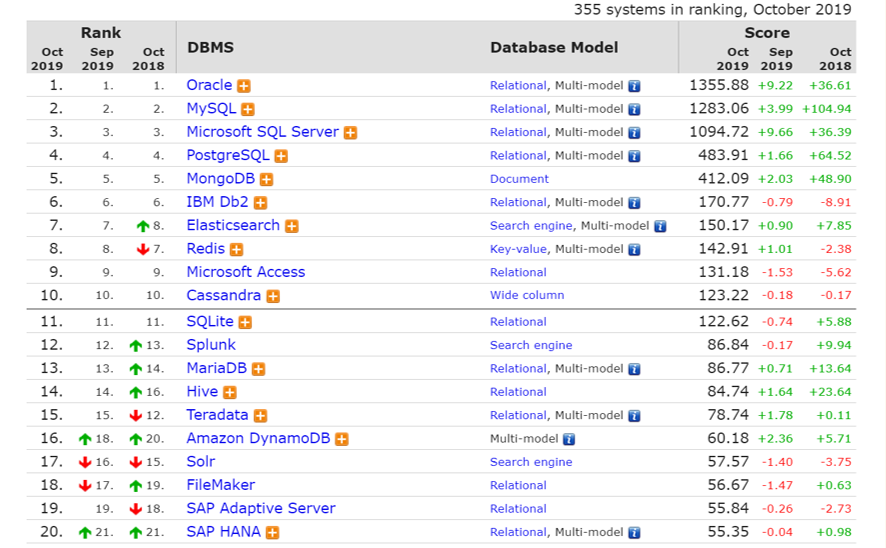 355 systems in ranking, October 2019
Rank Score
Oct 2019 Sep 2019 Oct 2018 DBMS Database Model Oct 2019 Sep 2019 Oct 2018
1. 1. 1. Oracle Relational, Multi-model 1355.88 +9.22 +36.61
2. 2. 2. MySQL Relational, Multi-model 1283.06 +3.99 +104.94
3. 3. 3. Microsoft SQL Server Relational, Multi-model 1094.72 +9.66 +36.39
4. 4. 4. PostgreSQL Relational, Multi-model 483.91 +1.66 +64.52
5. 5. 5. MongoDB Document 412.09 +2.03 +48.90
6. 6. 6. IBM Db2 Relational, Multi-model 170.77 -0.79 -8.91
7. 7. 8. Elasticsearch Search engine, Multi-model 150.17 +0.90 +7.85
8. 8. 7. Redis Key-value, Multi-model 142.91 +1.01 -2.38
9. 9. 9. Microsoft Access Relational 131.18 -1.53 -5.62
10. 10. 10. Cassandra Wide column 123.22 -0.18 -0.17
11. 11. 11. SQLite Relational 122.62 -0.74 +5.88
12. 12. 13. Splunk Search engine 86.84 -0.17 +9.94
13. 13. 14. MariaDB Relational, Multi-model 86.77 +0.71 +13.64
14. 14. 16. Hive Relational 84.74 +1.64 +23.64
15. 15. 12. Teradata Relational, Multi-model 78.74 +1.78 +0.11
16. 18. 20. Amazon DynamoDB Multi-model 60.18 +2.36 +5.71
17. 16. 15. Solr Search engine 57.57 -1.40 -3.75
18. 17. 19. FileMaker Relational 56.67 -1.47 +0.63
19. 19. 18. SAP Adaptive Server Relational 55.84 -0.26 -2.73
20. 21. 21. SAP HANA Relational, Multi-model 55.35 -0.04 +0.98